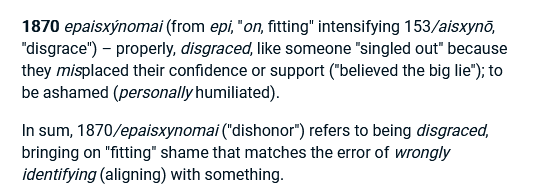 1870 epaisxýnomai (from epi, "on, fitting" intensifying 153/aisxynō,
"disgrace") – properly, disgraced, like someone "singled out" because
they misplaced their confidence or support ("believed the big lie"); to
be ashamed (personally humiliated).
In sum, 1870/epaisxynomai ("dishonor") refers to being disgraced,
bringing on "fitting" shame that matches the error of wrongly
identifying (aligning) with something.